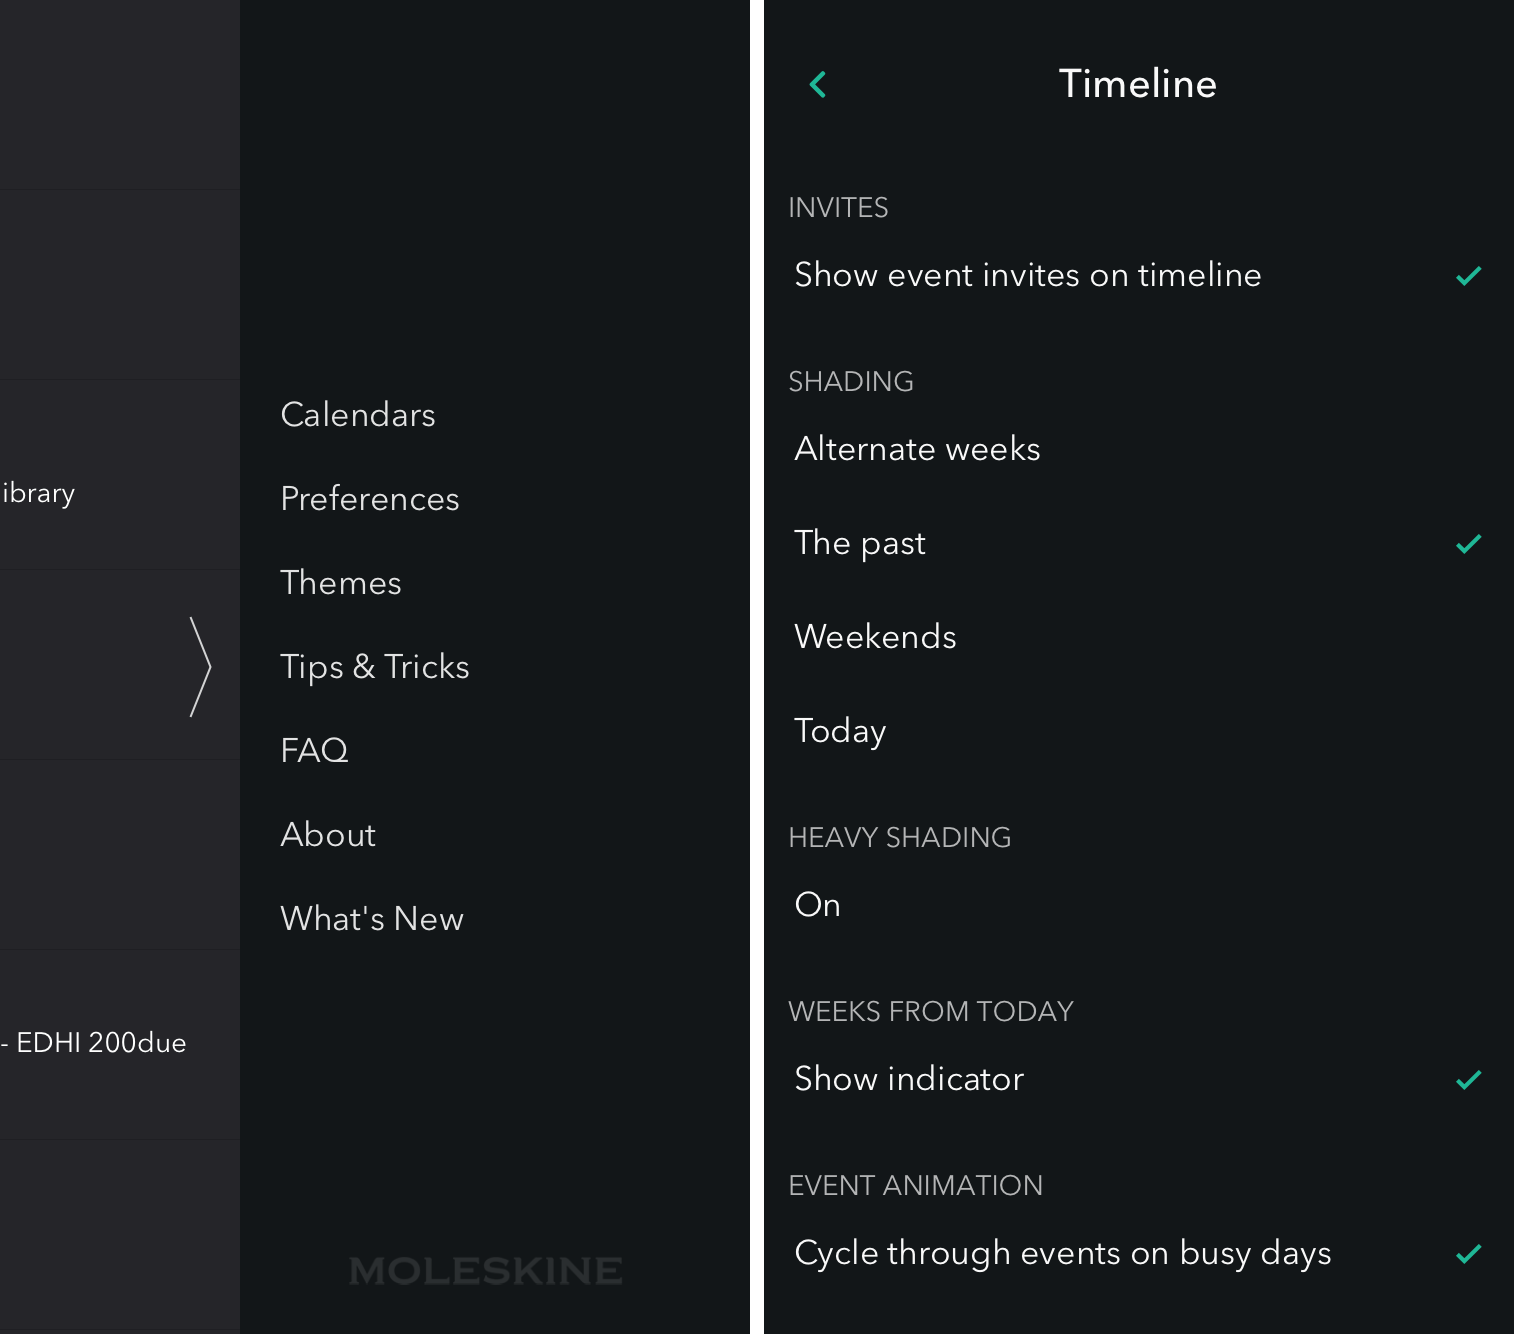 ibrary
- EDHI 200due
Calendars
Preferences
Themes
Tips & Tricks
FAQ
About
What's New
MOLESKINE
Timeline
INVITES
Show event invites on timeline
SHADING
Alternate weeks
The past
Weekends
Today
HEAVY SHADING
On
WEEKS FROM TODAY
Show indicator
EVENT ANIMATION
Cycle through events on busy days